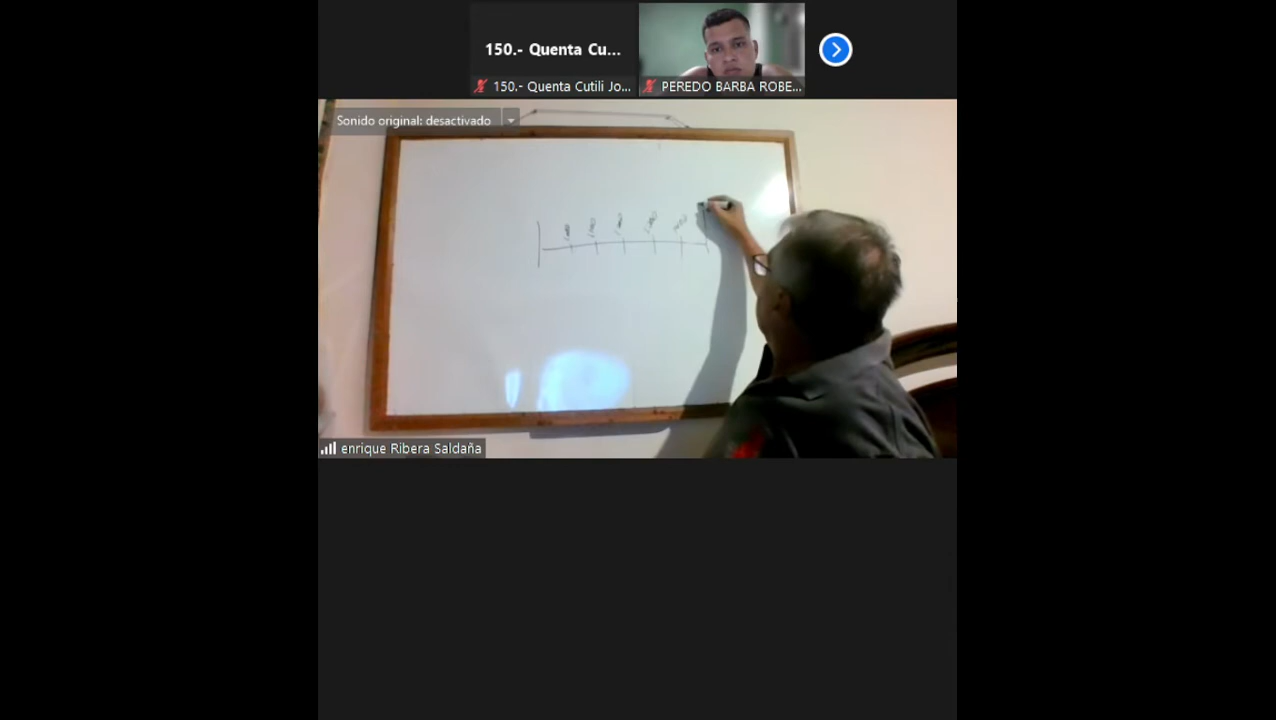 150.- Quenta Cu...
150.- Quenta Cutili Jo...
PEREDO BARBA ROBE...
Sonido original: desactivado
enrique Ribera Saldaña